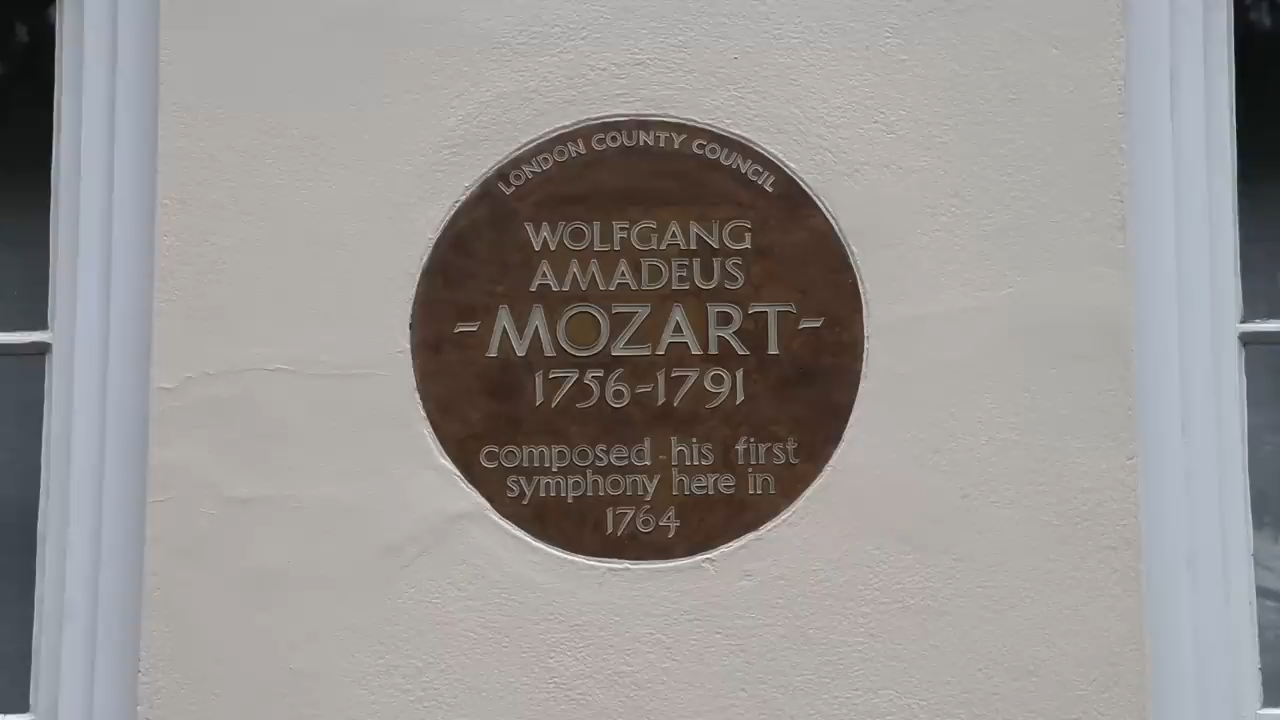 LONDON COUNTY COUNCIL
WOLFGANG
AMADEUS
-MOZART-
1756-1791
composed his first
symphony here in
1764